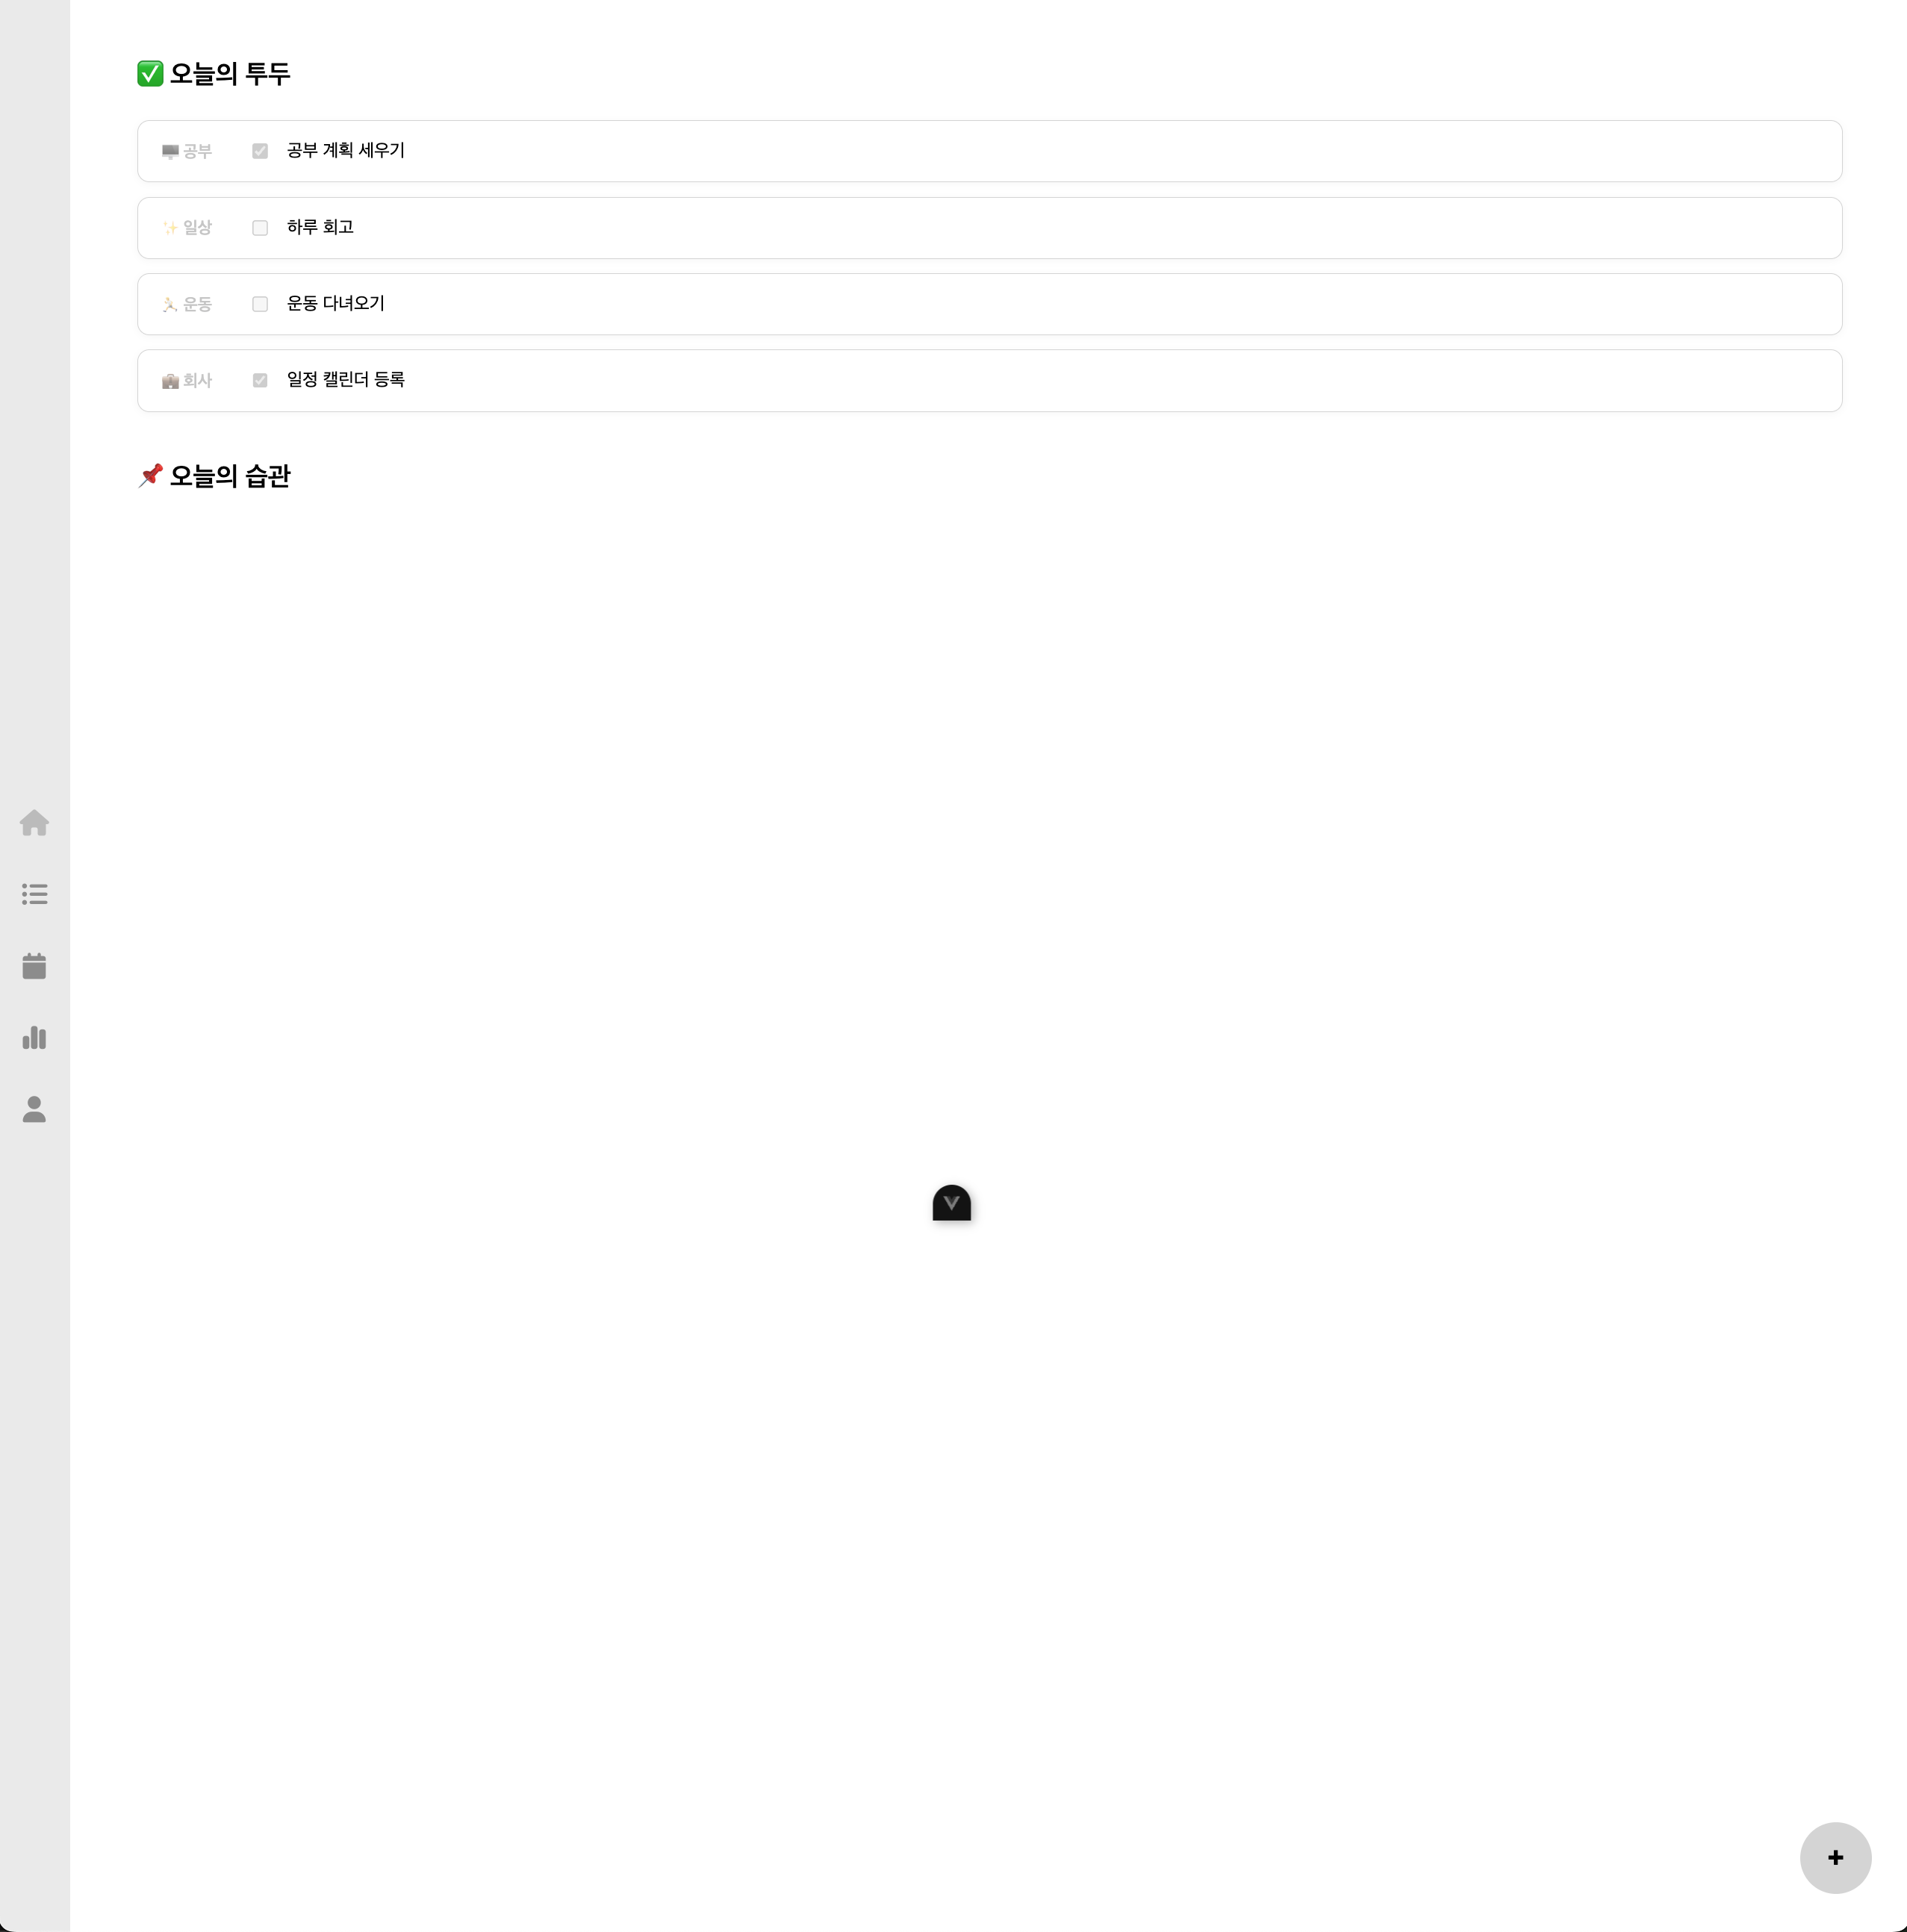 ✅ 오늘의 투두
🖥️ 공부 공부 계획 세우기
✨ 일상 하루 회고
운동 운동 다녀오기
💼 회사 일정 캘린더 등록
📌 오늘의 습관
+